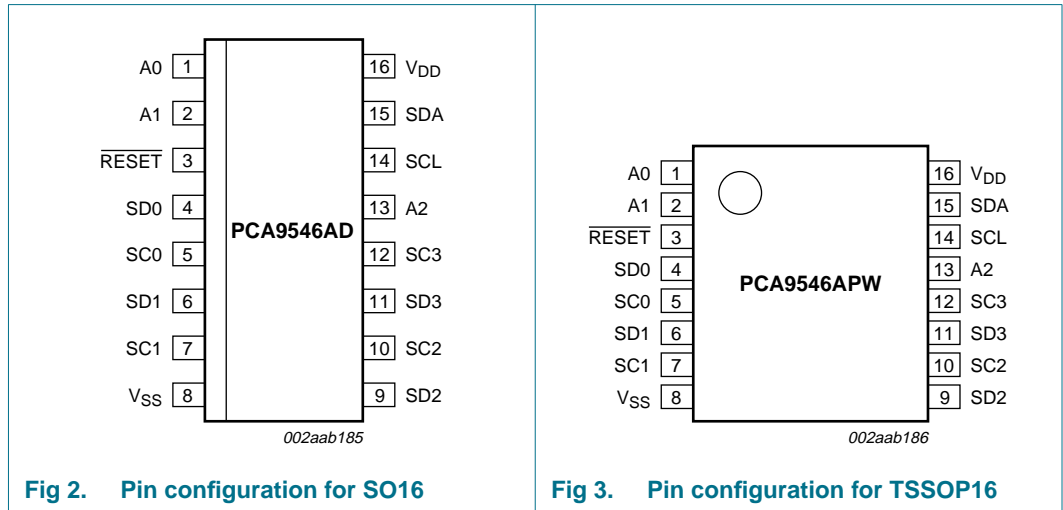 A0 1 16 VDD
A1 2 15 SDA
RESET 3 14 SCL
SD0 4 13 A2
PCA9546AD
SC0 5 12 SC3
SD1 6 11 SD3
SC1 7 10 SC2
VSS 8 9 SD2
002aab185
Fig 2. Pin configuration for SO16
A0 1 16 VDD
A1 2 15 SDA
RESET 3 14 SCL
SD0 4 13 A2
PCA9546APW
SC0 5 12 SC3
SD1 6 11 SD3
SC1 7 10 SC2
VSS 8 9 SD2
002aab186
Fig 3. Pin configuration for TSSOP16